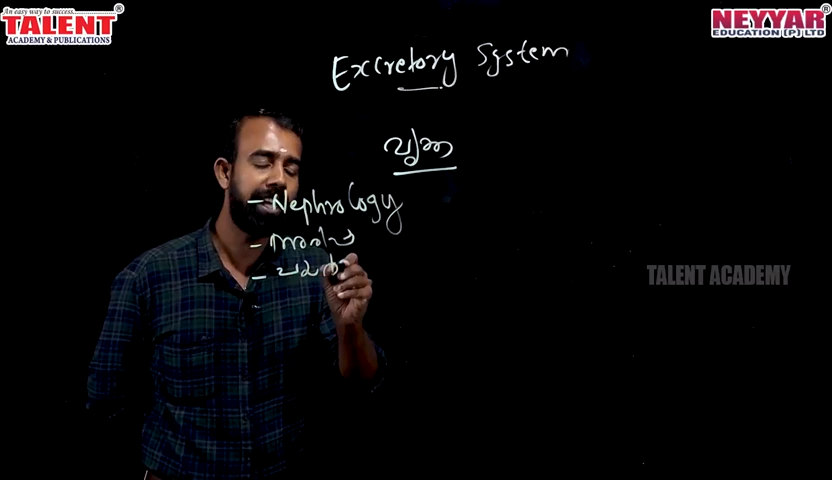 An easy way to success.............
TALENT®
ACADEMY & PUBLICATIONS
NEYYAR®
EDUCATION (P) LTD
Excretory System
വൃക്ക
- Nephrology
TALENT ACADEMY